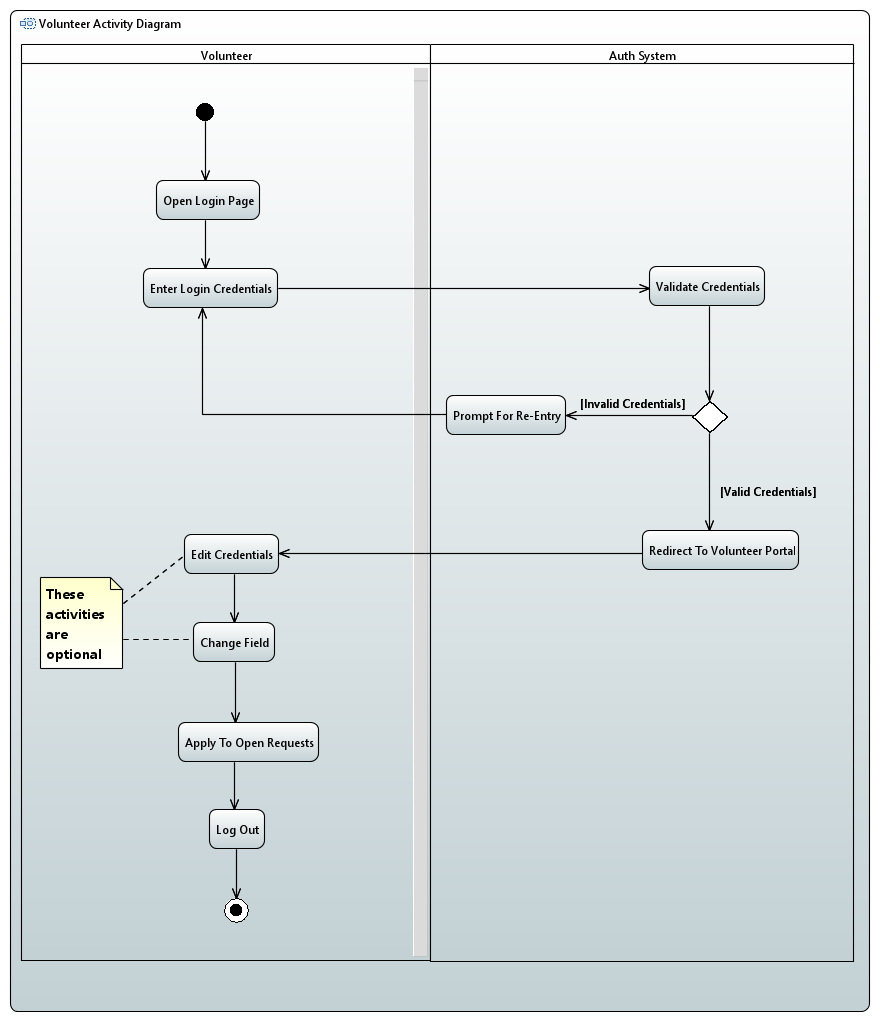 Volunteer Activity Diagram
Volunteer
Auth System
Open Login Page
Enter Login Credentials
Validate Credentials
[Invalid Credentials]
Prompt For Re-Entry
[Valid Credentials]
Edit Credentials
Redirect To Volunteer Portal
These
activities
are
optional
Change Field
Apply To Open Requests
Log Out